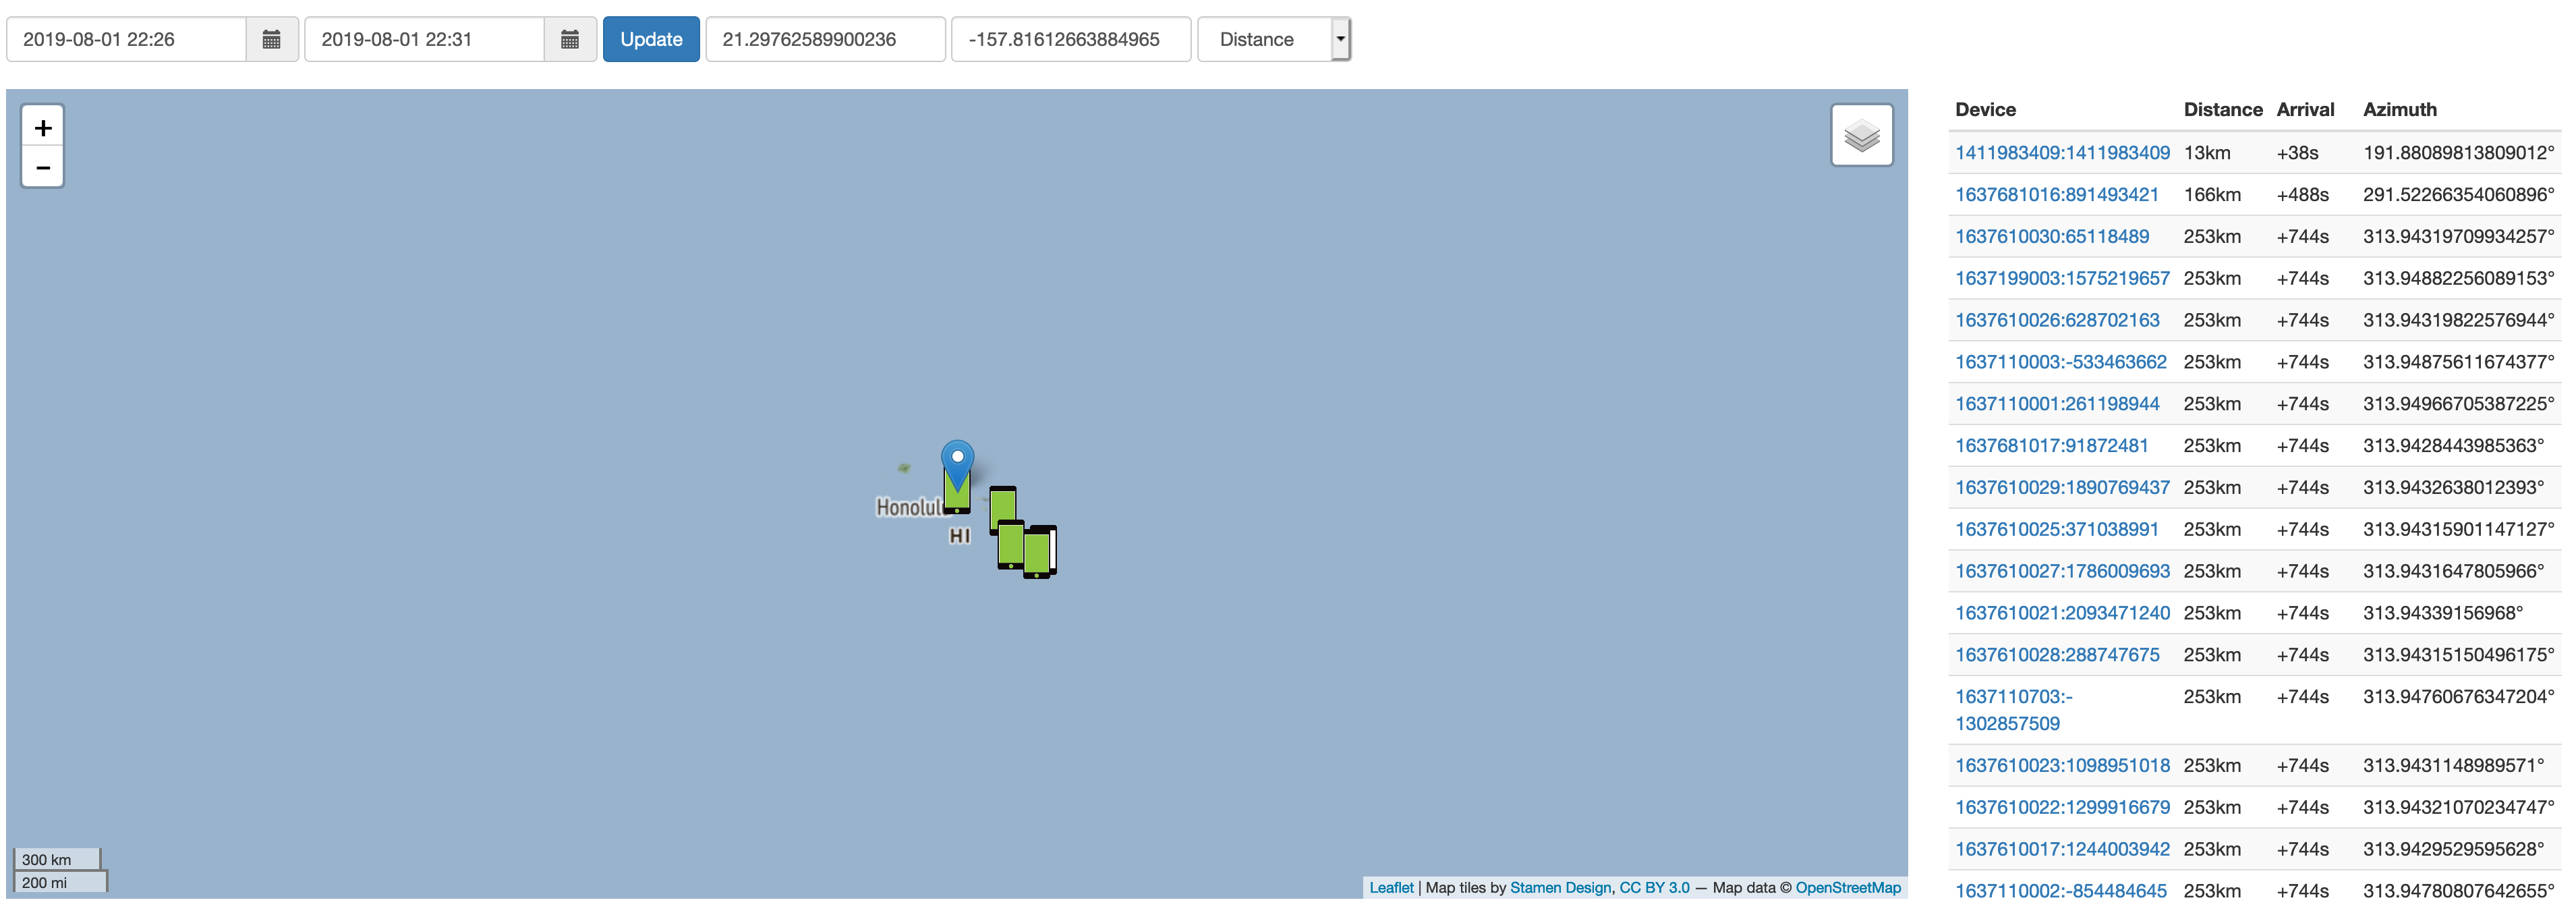 2019-08-01 22:26 2019-08-01 22:31 Update 21.29762589900236 -157.81612663884965 Distance
+
−
Honolul
HI
300 km
200 mi
Leaflet | Map tiles by Stamen Design, CC BY 3.0 — Map data © OpenStreetMap
Device Distance Arrival Azimuth
1411983409:1411983409 13km +38s 191.88089813809012°
1637681016:891493421 166km +488s 291.52266354060896°
1637610030:65118489 253km +744s 313.94319709934257°
1637199003:1575219657 253km +744s 313.94882256089153°
1637610026:628702163 253km +744s 313.94319822576944°
1637110003:-533463662 253km +744s 313.94875611674377°
1637110001:261198944 253km +744s 313.94966705387225°
1637681017:91872481 253km +744s 313.9428443985363°
1637610029:1890769437 253km +744s 313.9432638012393°
1637610025:371038991 253km +744s 313.94315901147127°
1637610027:1786009693 253km +744s 313.9431647805966°
1637610021:2093471240 253km +744s 313.94339156968°
1637610028:288747675 253km +744s 313.94315150496175°
1637110703:- 253km +744s 313.94760676347204°
1302857509
1637610023:1098951018 253km +744s 313.9431148989571°
1637610022:1299916679 253km +744s 313.94321070234747°
1637610017:1244003942 253km +744s 313.9429529595628°
1637110002:-854484645 253km +744s 313.94780807642655°